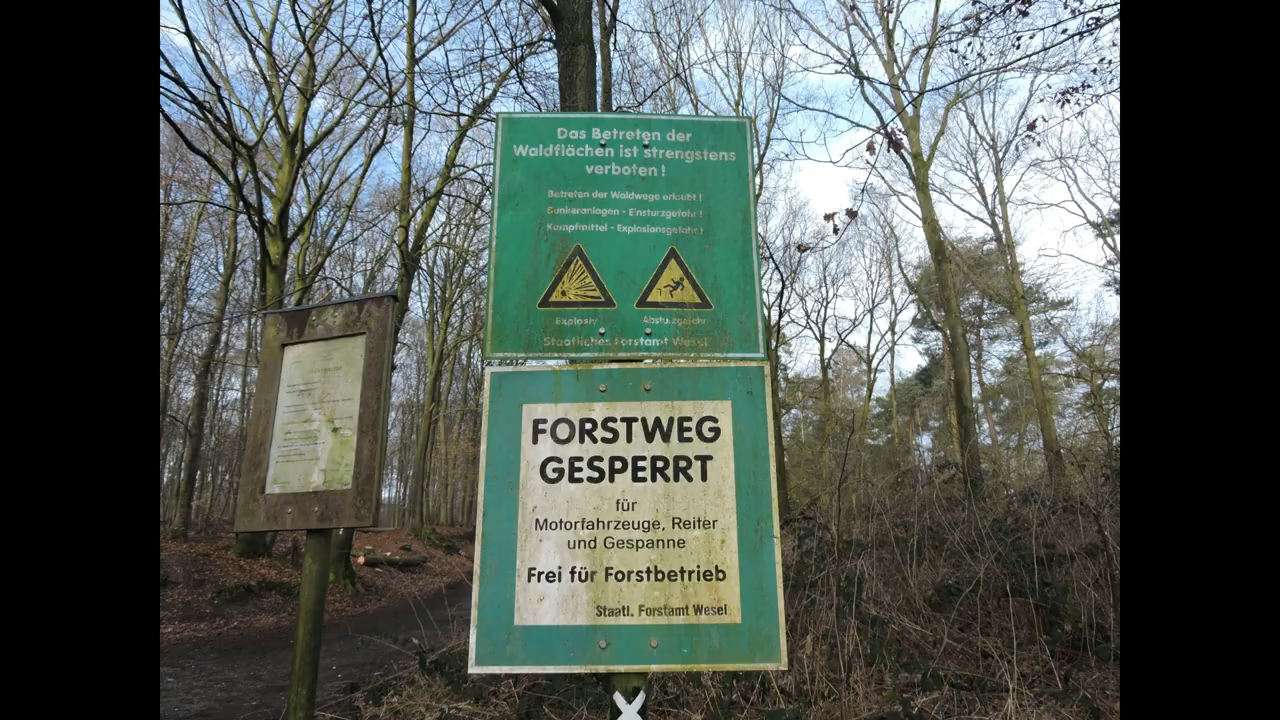 Das Betreten der
Waldflächen ist strengstens
verboten!
Betreten der Waldwege erlaubt!
Bunkeranlagen - Einsturzgefahr!
Kampfmittel - Explosionsgefahr!
Explosiv
Absturzgefahr
Staatliches Forstamt Wesel
FORSTWEG
GESPERRT
für
Motorfahrzeuge, Reiter
und Gespanne
Frei für Forstbetrieb
Staatl. Forstamt Wesel